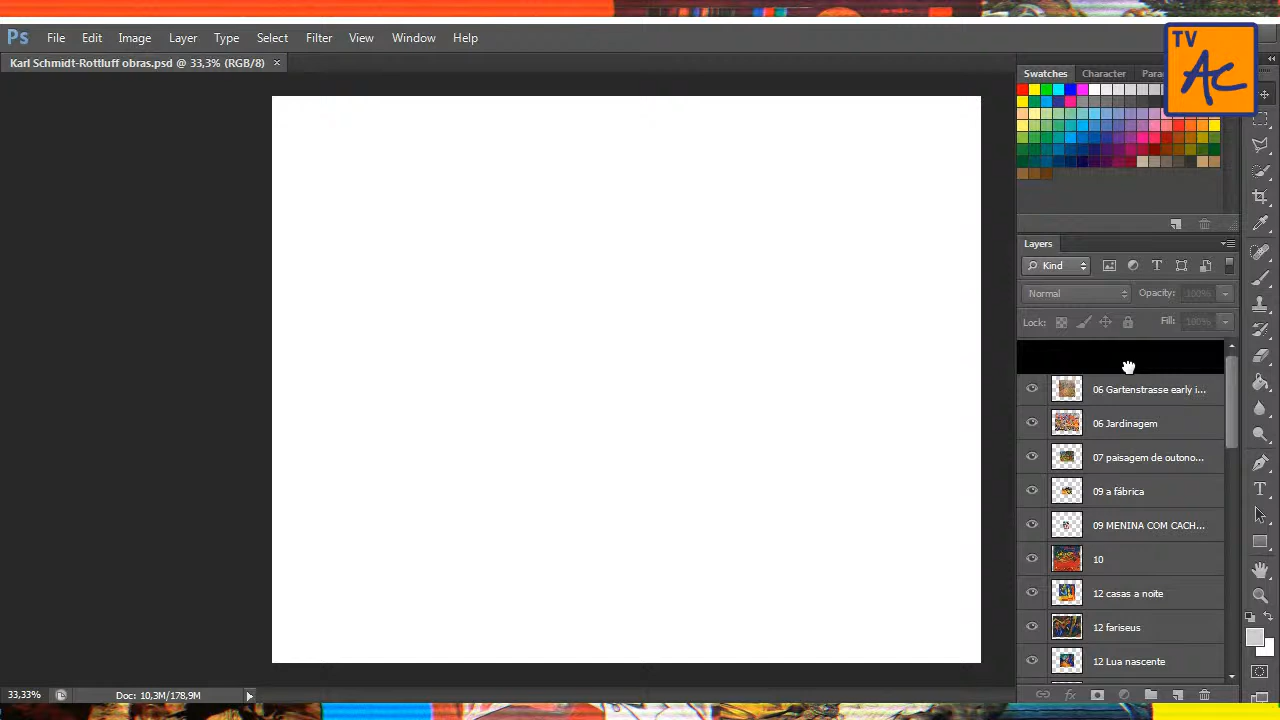 TV
AC
Ps File Edit Image Layer Type Select Filter View Window Help
Karl Schmidt-Rottluff obras.psd @ 33,3% (RGB/8) ×
Swatches Character Para
Layers
Kind
Normal Opacity: 100%
Lock: Fill: 100%
06 Gartenstrasse early i...
06 Jardinagem
07 paisagem de outono...
09 a fábrica
09 MENINA COM CACH...
10
12 casas a noite
12 fariseus
12 Lua nascente
33,33% Doc: 10,3M/178,9M